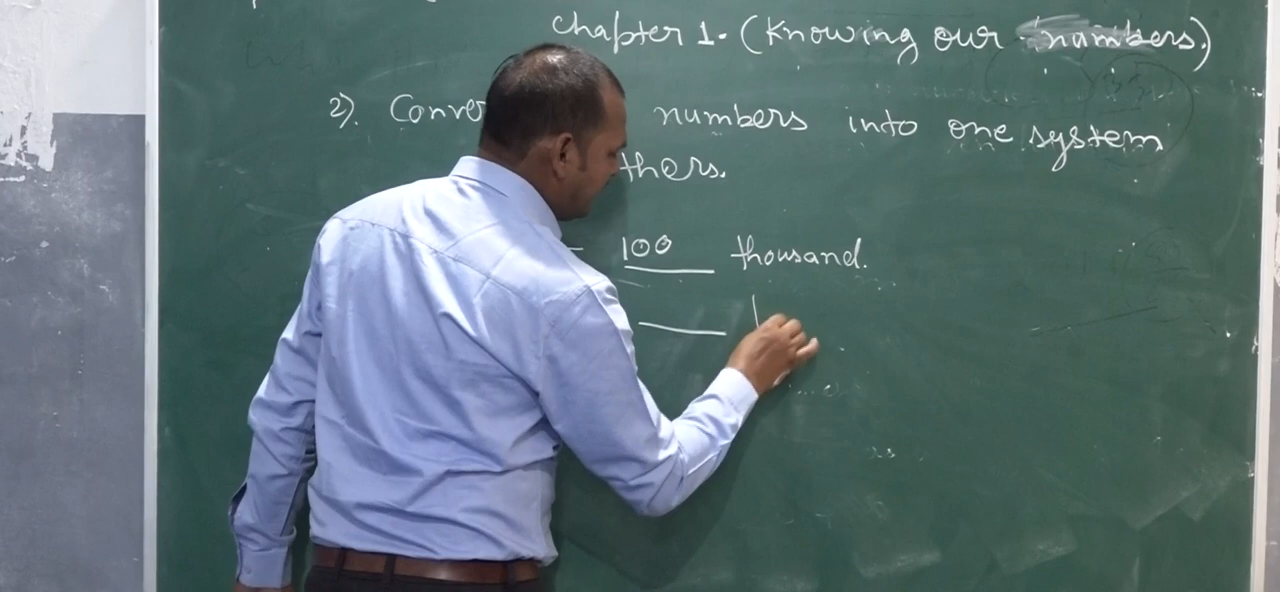 Chapter 1. (Knowing our numbers.)
2). Conver numbers into one system
thers.
= 100 thousand.